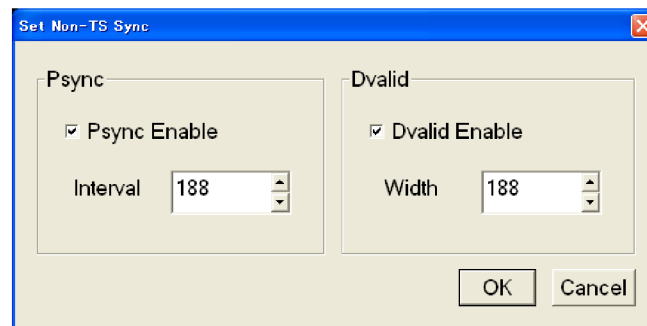 Set Non-TS Sync
Psync
Dvalid
Psync Enable
Dvalid Enable
Interval 188
Width 188
OK Cancel